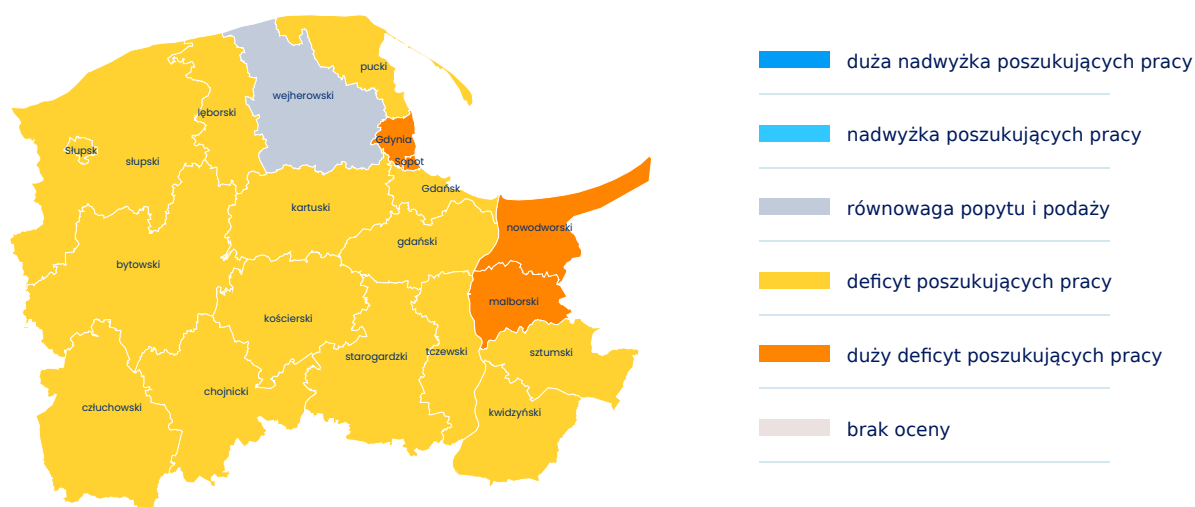 pucki
wejherowski
lęborski
Gdynia
Słupsk
słupski
Sopot
Gdańsk
kartuski
nowodworski
gdański
bytowski
malborski
kościerski
starogardzki
tczewski
sztumski
chojnicki
człuchowski
kwidzyński
duża nadwyżka poszukujących pracy
nadwyżka poszukujących pracy
równowaga popytu i podaży
deficyt poszukujących pracy
duży deficyt poszukujących pracy
brak oceny